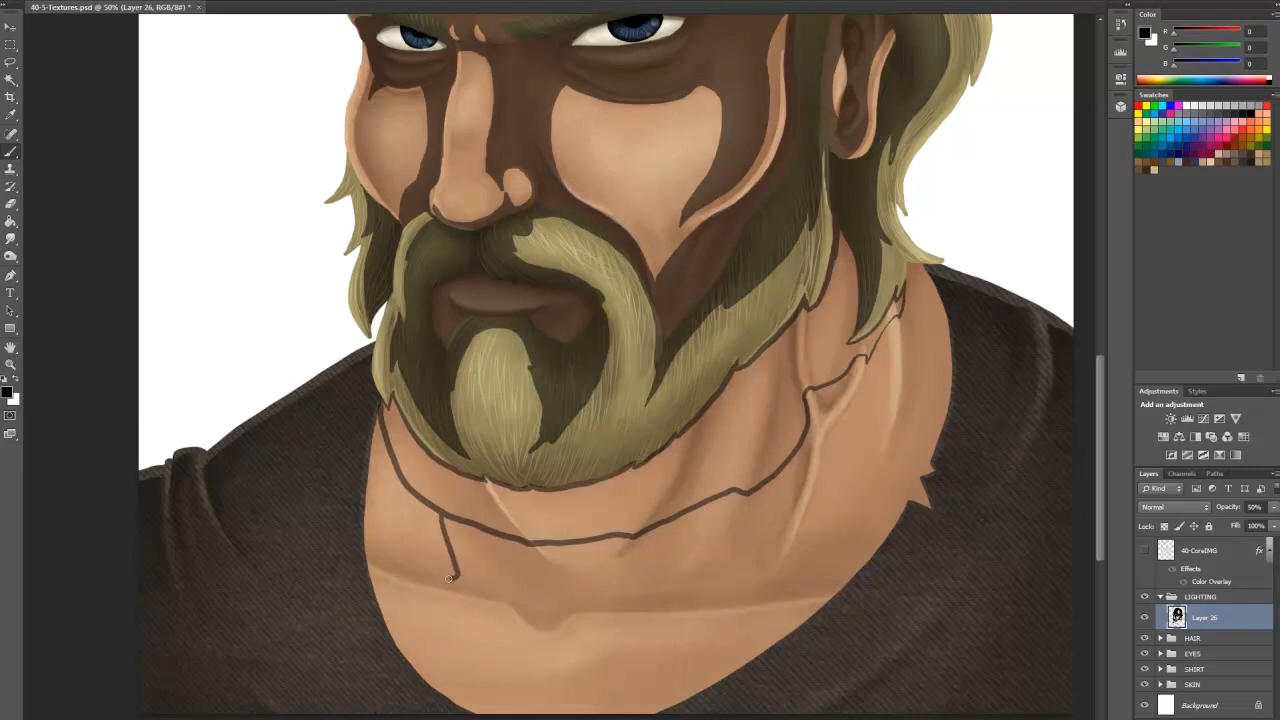 40-5-Textures.psd @ 50% (Layer 26, RGB/8#) *
Color
R 0
G 0
B 0
Swatches
Adjustments Styles
Add an adjustment
Layers Channels Paths
Kind
Normal Opacity: 50%
Lock: Fill: 100%
40-CoreIMG fx
Effects
Color Overlay
LIGHTING
Layer 26
HAIR
EYES
SHIRT
SKIN
Background